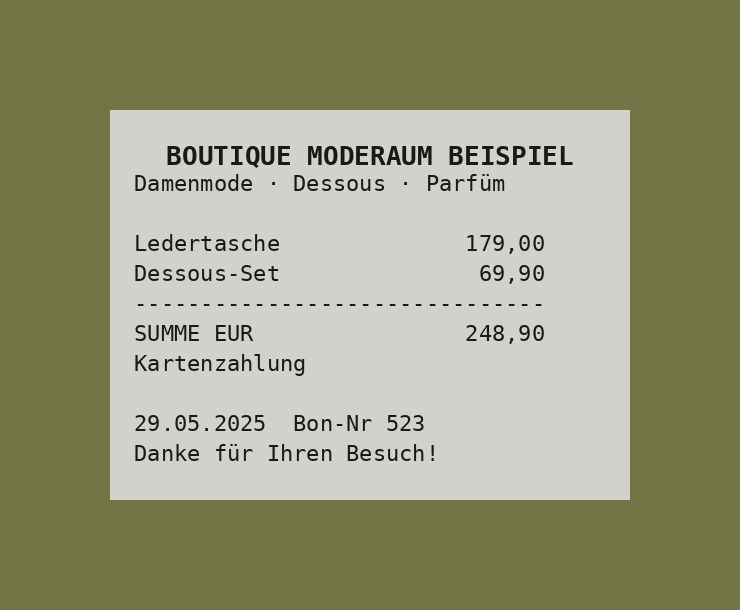 BOUTIQUE MODERAUM BEISPIEL
Damenmode · Dessous · Parfüm
Ledertasche 179,00
Dessous-Set 69,90
-------------------------------
SUMME EUR 248,90
Kartenzahlung
29.05.2025 Bon-Nr 523
Danke für Ihren Besuch!